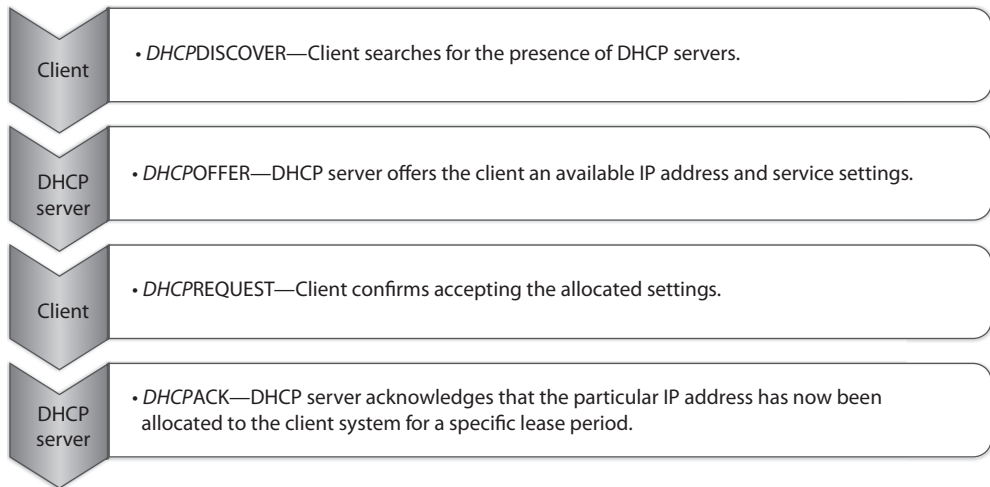 Client
• DHCPDISCOVER—Client searches for the presence of DHCP servers.
DHCP
server
• DHCPOFFER—DHCP server offers the client an available IP address and service settings.
Client
• DHCPREQUEST—Client confirms accepting the allocated settings.
DHCP
server
• DHCPACK—DHCP server acknowledges that the particular IP address has now been
allocated to the client system for a specific lease period.